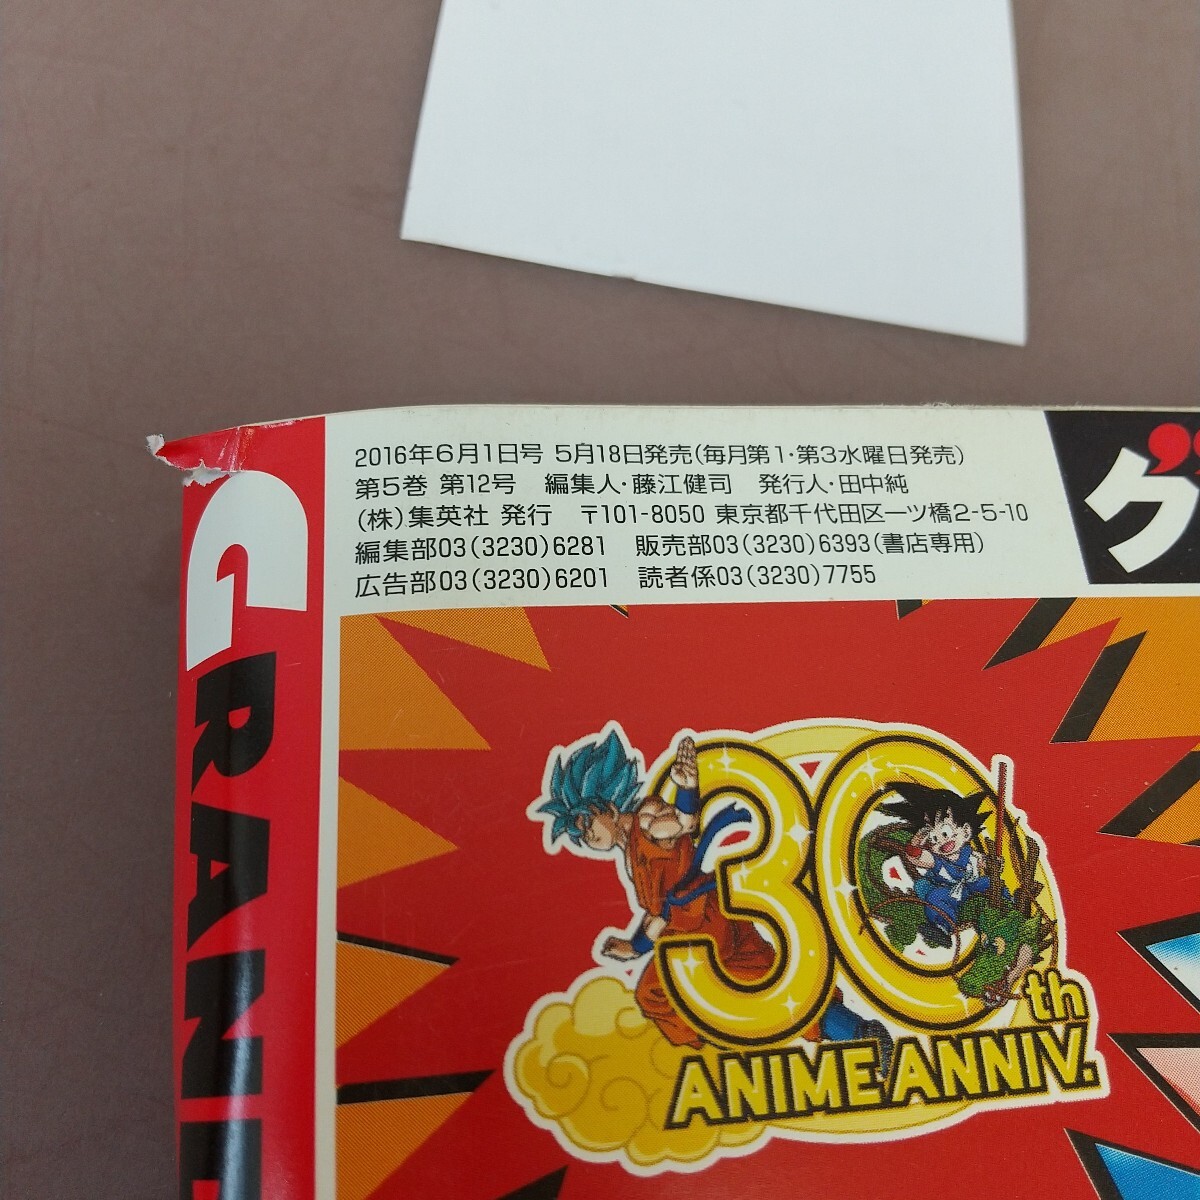 2016年6月1日号 5月18日発売(毎月第1・第3水曜日発売)
第5巻 第12号 編集人・藤江健司 発行人・田中純
(株)集英社 発行 〒101-8050 東京都千代田区一ツ橋2-5-10
編集部03(3230)6281 販売部03(3230)6393(書店専用)
広告部03(3230)6201 読者係03(3230)7755
グ
GRAN
30th
ANIME ANNIV.